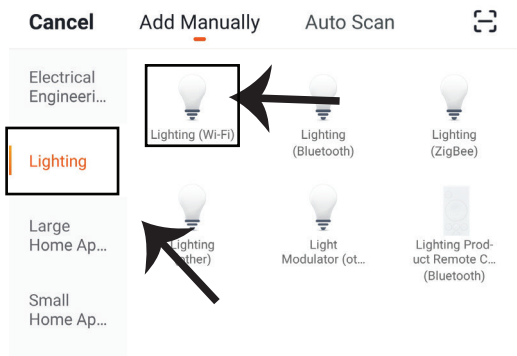 Cancel
Add Manually
Auto Scan
Electrical
Engineeri...
Lighting
Large
Home Ap...
Small
Home Ap...
Lighting (Wi-Fi)
Lighting
(Bluetooth)
Lighting
(ZigBee)
Lighting
(other)
Light
Modulator (ot...
Lighting Prod-
uct Remote C...
(Bluetooth)